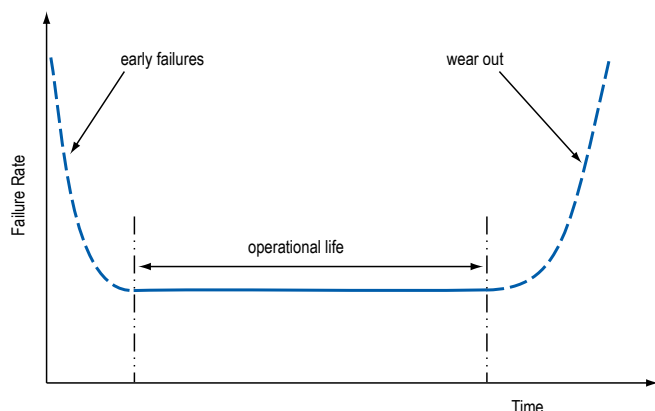 early failures
wear out
Failure Rate
operational life
Time